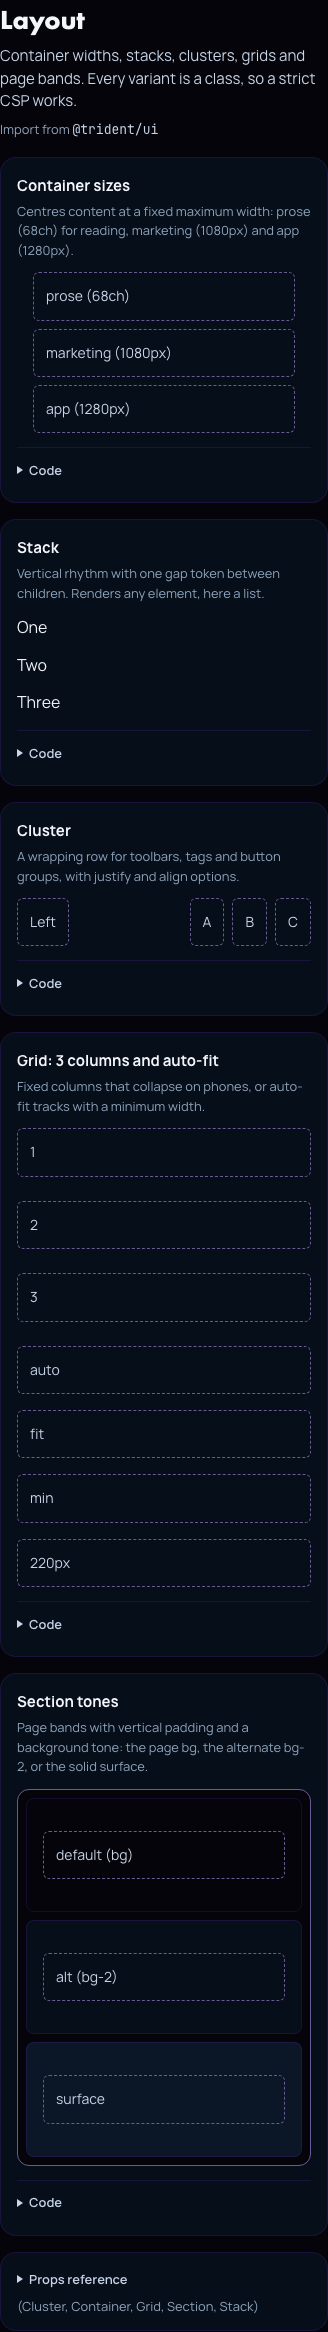 Layout
Container widths, stacks, clusters, grids and
page bands. Every variant is a class, so a strict
CSP works.
Import from @trident/ui
Container sizes
Centres content at a fixed maximum width: prose
(68ch) for reading, marketing (1080px) and app
(1280px).
prose (68ch)
marketing (1080px)
app (1280px)
Code
Stack
Vertical rhythm with one gap token between
children. Renders any element, here a list.
One
Two
Three
Code
Cluster
A wrapping row for toolbars, tags and button
groups, with justify and align options.
Left A B C
Code
Grid: 3 columns and auto-fit
Fixed columns that collapse on phones, or auto-
fit tracks with a minimum width.
1
2
3
auto
fit
min
220px
Code
Section tones
Page bands with vertical padding and a
background tone: the page bg, the alternate bg-
2, or the solid surface.
default (bg)
alt (bg-2)
surface
Code
Props reference
(Cluster, Container, Grid, Section, Stack)